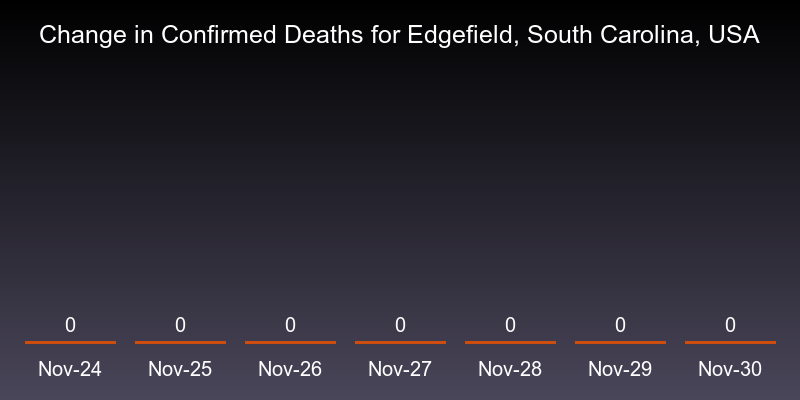 Change in Confirmed Deaths for Edgefield, South Carolina, USA
0 0 0 0 0 0 0
Nov-24 Nov-25 Nov-26 Nov-27 Nov-28 Nov-29 Nov-30